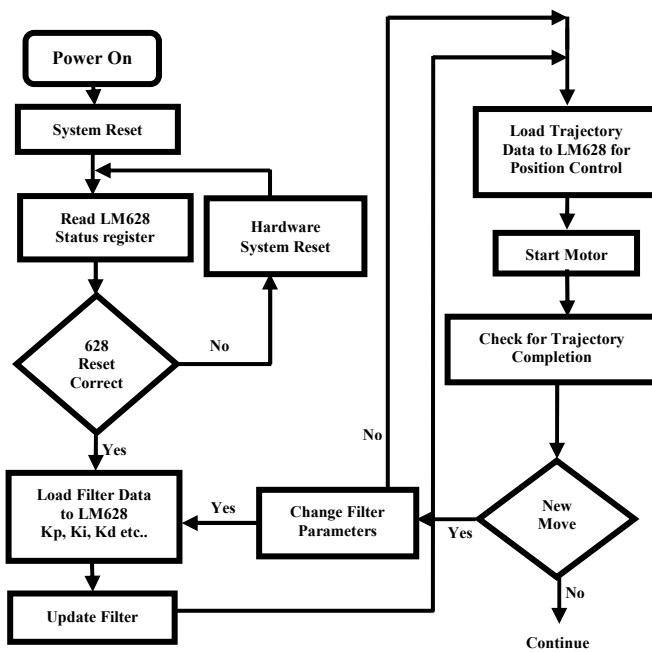 Power On
System Reset
Read LM628
Status register
Hardware
System Reset
628
Reset
Correct
No
Yes
Load Filter Data
to LM628
Kp, Ki, Kd etc..
Update Filter
Yes
Change Filter
Parameters
No
Load Trajectory
Data to LM628 for
Position Control
Start Motor
Check for Trajectory
Completion
New
Move
Yes
No
Continue